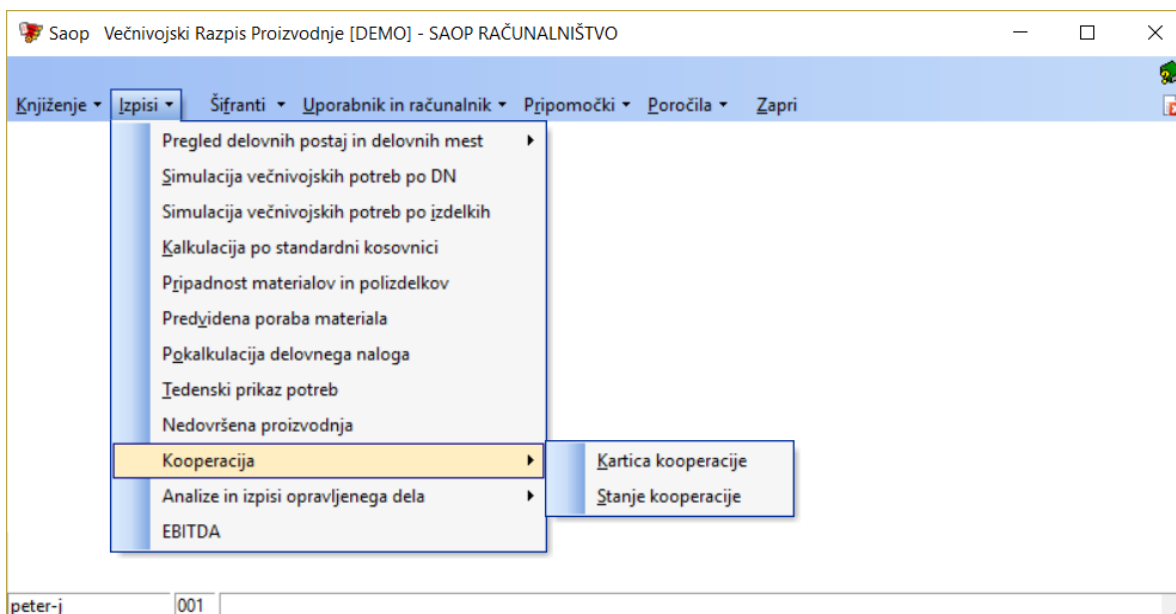 Saop Večnivojski Razpis Proizvodnje [DEMO] - SAOP RAČUNALNIŠTVO
Knjiženje Izpisi Šifranti Uporabnik in računalnik Pripomočki Poročila Zapri
Pregled delovnih postaj in delovnih mest
Simulacija večnivojskih potreb po DN
Simulacija večnivojskih potreb po izdelkih
Kalkulacija po standardni kosovnici
Pripadnost materialov in polizdelkov
Predvidena poraba materiala
Pokalkulacija delovnega naloga
Tedenski prikaz potreb
Nedovršena proizvodnja
Kooperacija
Kartica kooperacije
Analize in izpisi opravljenega dela
Stanje kooperacije
EBITDA
peter-j 001